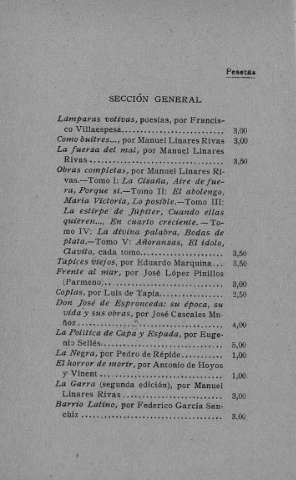 Pesetas
SECCIÓN GENERAL
Lámparas votivas, poesías, por Francis-
co Villaespesa......................... 3,00
Como buitres..., por Manuel Linares Rivas 3,00
La fuerza del mal, por Manuel Linares
Rivas................................... 3,50
Obras completas, por Manuel Linares Ri-
vas.—Tomo I: La Cizaña, Aire de fue-
ra, Porque sí.—Tomo II: El abolengo,
María Victoria, Lo posible.—Tomo III:
La estirpe de Júpiter, Cuando ellas
quieren..., En cuarto creciente. —To-
mo IV: La divina palabra, Bodas de
plata.—Tomo V: Añoranzas, El ídolo,
Clavito, cada tomo..................... 3,50
Tapices viejos, por Eduardo Marquina... 3,50
Frente al mar, por José López Pinillos
(Parmeno).............................. 3,00
Coplas, por Luis de Tapia............... 2,50
Don José de Espronceda: su época, su
vida y sus obras, por José Cascales Mu-
ñoz..................................... 4,00
La Política de Capa y Espada, por Euge-
nio Sellés.............................. 5,00
La Negra, por Pedro de Répide........... 1,00
El horror de morir, por Antonio de Hoyos
y Vinent................................ 1,00
La Garra (segunda edición), por Manuel
Linares Rivas.......................... 3,00
Barrio Latino, por Federico García San-
chiz.................................... 3,00